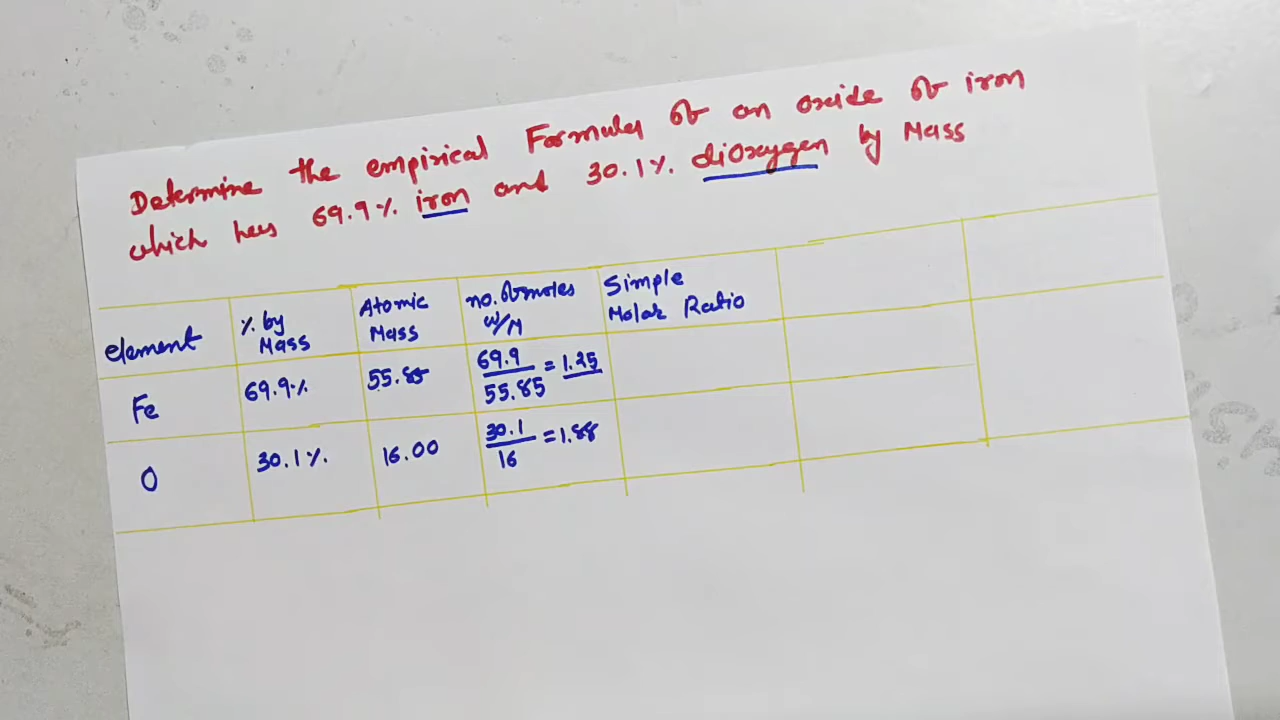 Determine the empirical Formula of an oxide of iron
which has 69.9% iron and 30.1% dioxygen by Mass
Element
% by
Mass
Atomic
Mass
no. of moles
w/M
Simple
Molar Ratio
Fe
69.9%
55.85
69.9
55.85
= 1.25
O
30.1%
16.00
30.1
16
= 1.88